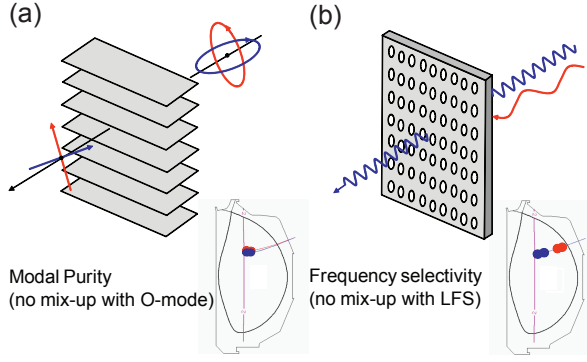 (a)
(b)
Modal Purity
(no mix-up with O-mode)
Frequency selectivity
(no mix-up with LFS)